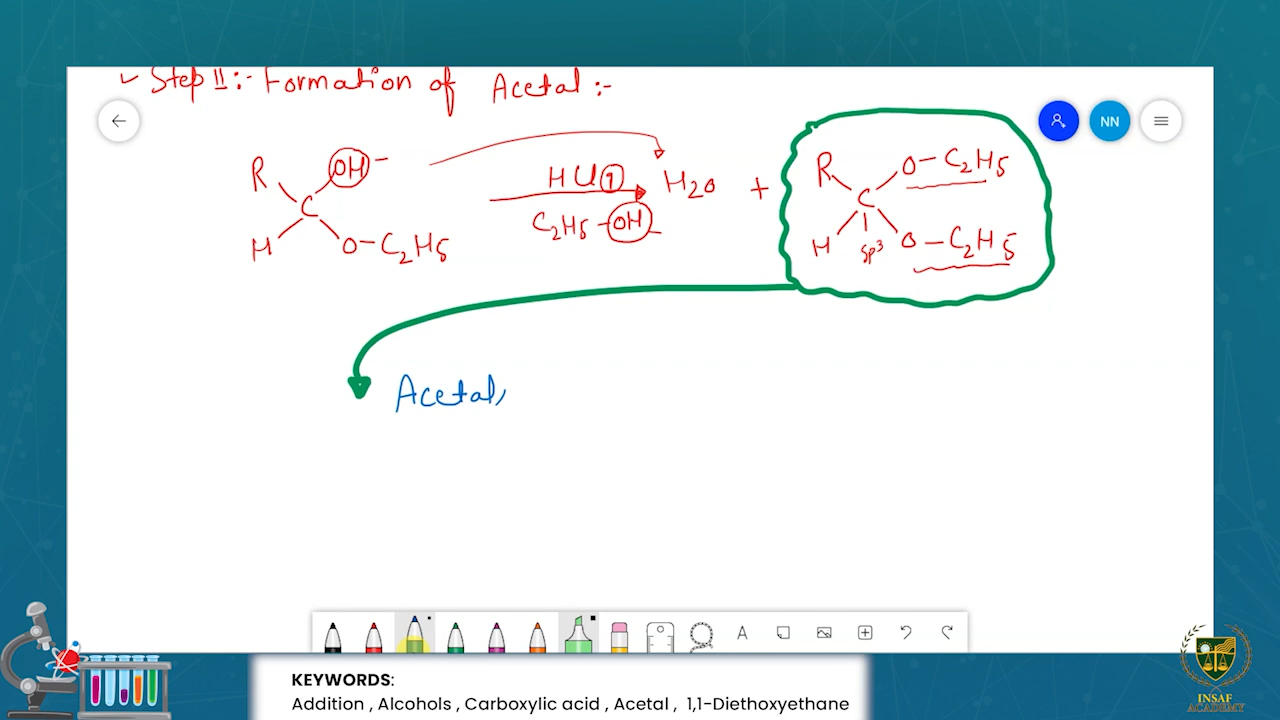 ✓ Step II:- Formation of Acetal :-
R OH HCl(g) H2O + R O-C2H5
C C
H O-C2H5 C2H5-OH H sp3 O-C2H5
NN
Acetal,
A
KEYWORDS:
Addition , Alcohols , Carboxylic acid , Acetal , 1,1-Diethoxyethane
INSAF
ACADEMY